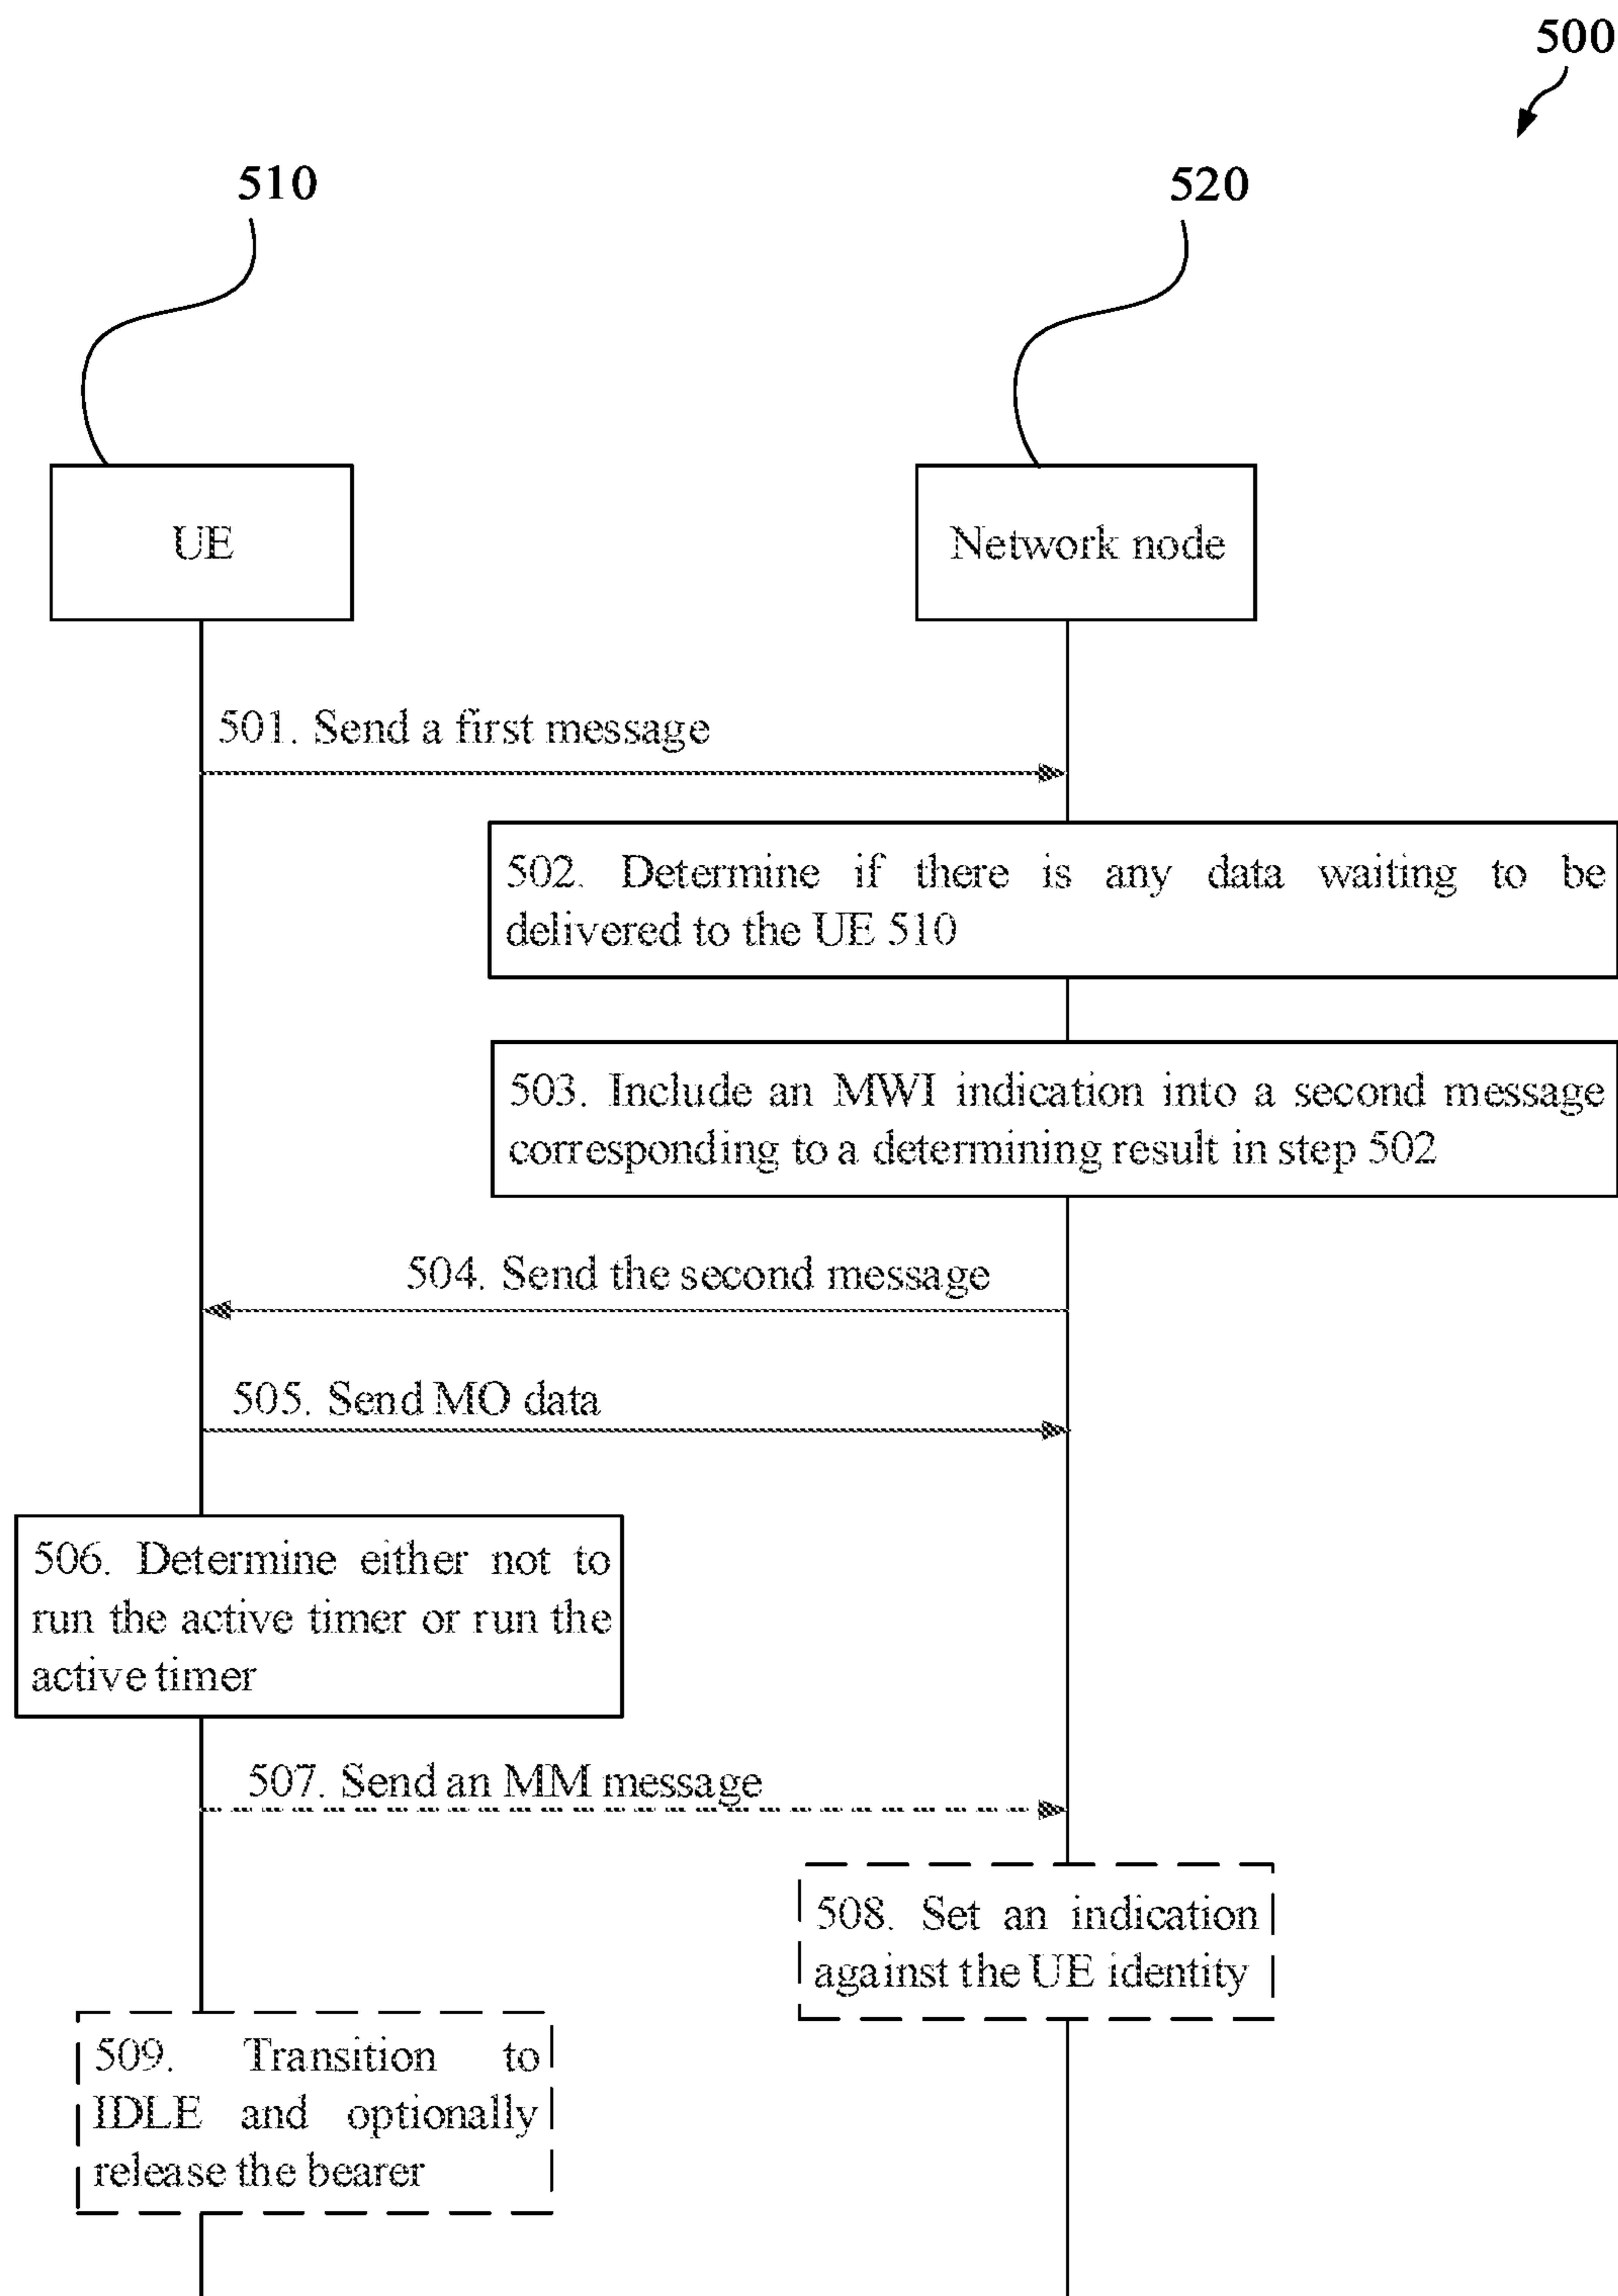 500
510
520
UE
Network node
501. Send a first message
502. Determine if there is any data waiting to be
delivered to the UE 510
503. Include an MWI indication into a second message
corresponding to a determining result in step 502
504. Send the second message
505. Send MO data
506. Determine either not to
run the active timer or run the
active timer
507. Send an MM message
508. Set an indication
against the UE identity
509. Transition to
IDLE and optionally
release the bearer